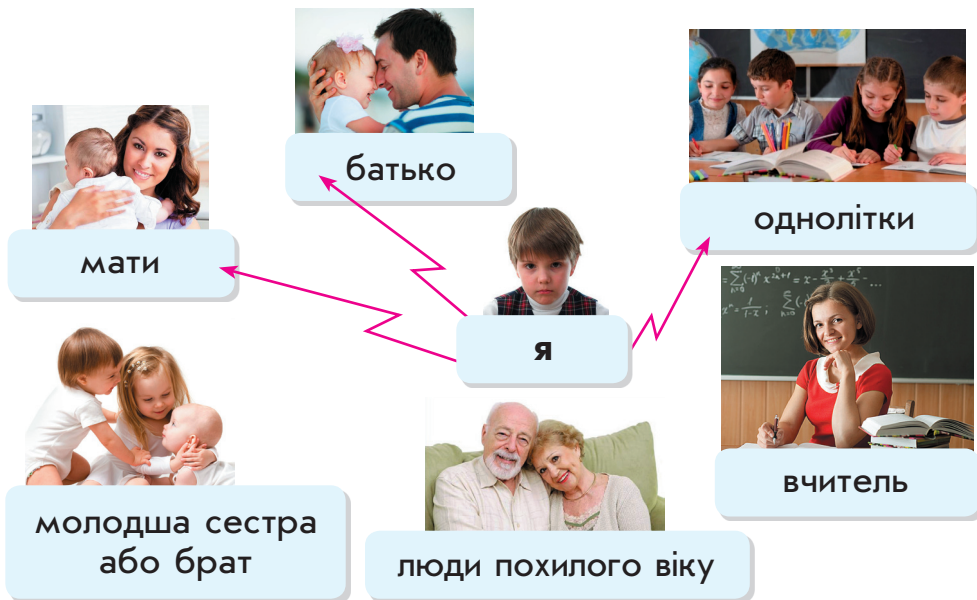 батько
однолітки
мати
я
вчитель
молодша сестра
або брат
люди похилого віку